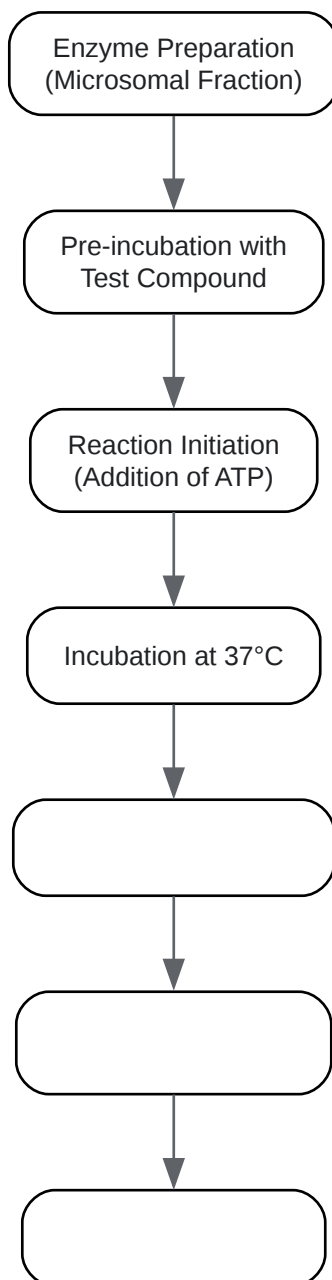 Enzyme Preparation
(Microsomal Fraction)
Pre-incubation with
Test Compound
Reaction Initiation
(Addition of ATP)
Incubation at 37°C